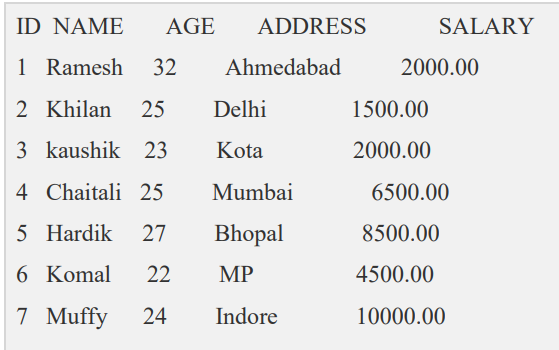 ID NAME AGE ADDRESS SALARY
1 Ramesh 32 Ahmedabad 2000.00
2 Khilan 25 Delhi 1500.00
3 kaushik 23 Kota 2000.00
4 Chaitali 25 Mumbai 6500.00
5 Hardik 27 Bhopal 8500.00
6 Komal 22 MP 4500.00
7 Muffy 24 Indore 10000.00